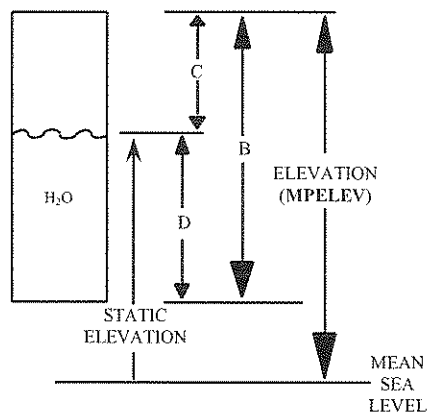 C
B
ELEVATION
(MPELEV)
H₂O
D
STATIC
ELEVATION
MEAN
SEA
LEVEL